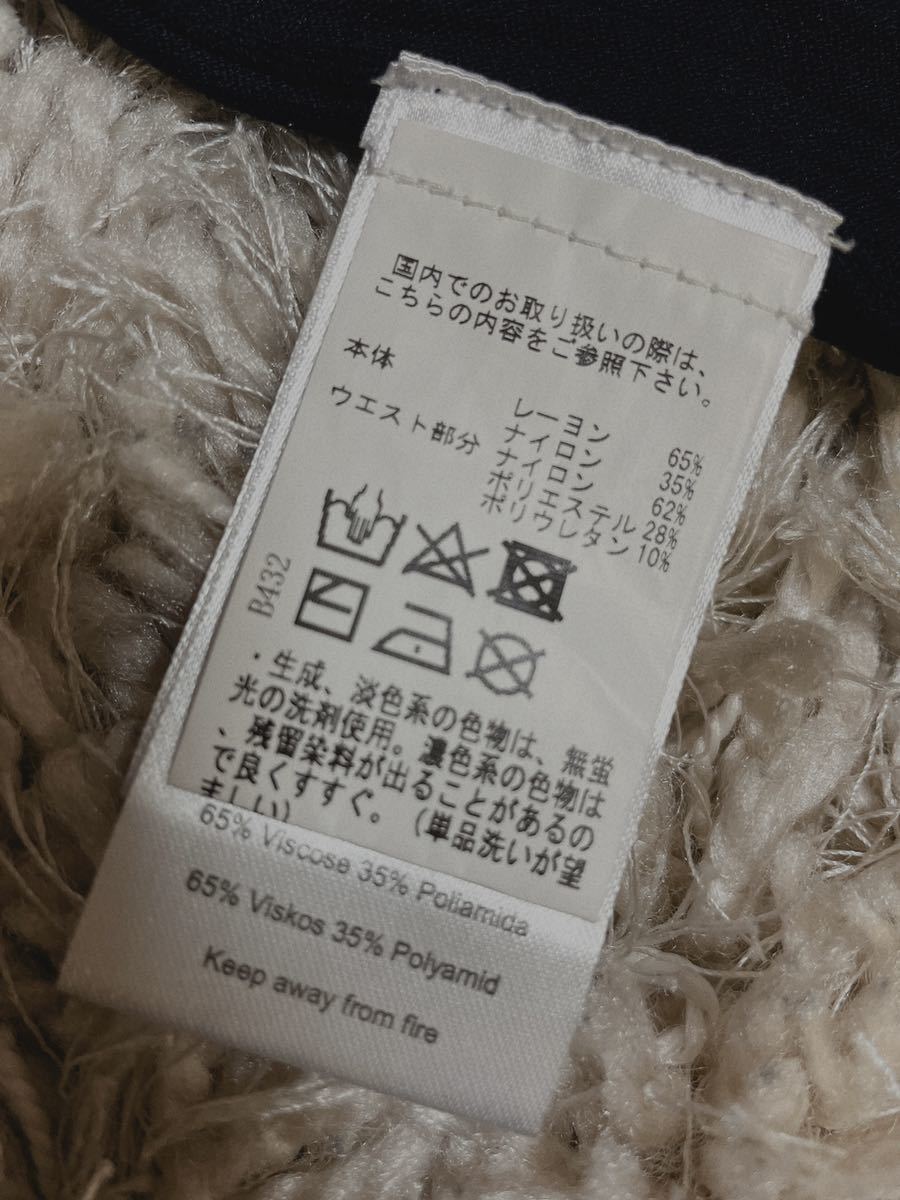 国内でのお取り扱いの際は、
こちらの内容をご参照下さい。
本体 レーヨン 65%
ナイロン 35%
ウエスト部分 ナイロン 62%
ポリエステル 28%
ポリウレタン 10%
B432
・生成、淡色系の色物は、無蛍
光の洗剤使用。濃色系の色物は
、残留染料が出ることがあるの
で良くすすぐ。(単品洗いが望
ましい)
65% Viscose 35% Poliamida
65% Viskos 35% Polyamid
Keep away from fire